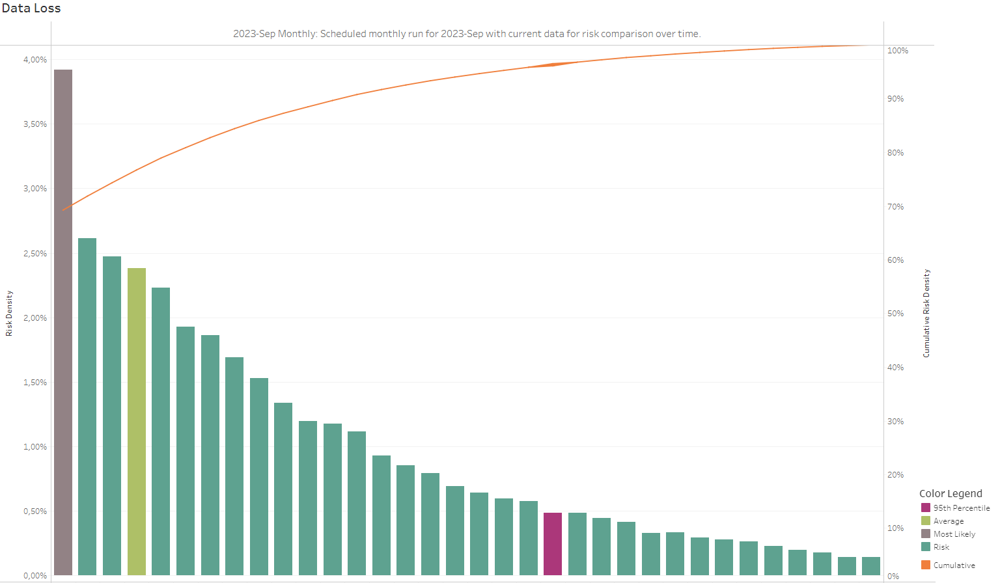 Data Loss
2023-Sep Monthly: Scheduled monthly run for 2023-Sep with current data for risk comparison over time.
4,00%
3,50%
3,00%
2,50%
2,00%
1,50%
1,00%
0,50%
0,00%
Risk Density
100%
90%
80%
70%
60%
50%
40%
30%
20%
10%
0%
Cumulative Risk Density
Color Legend
95th Percentile
Average
Most Likely
Risk
Cumulative